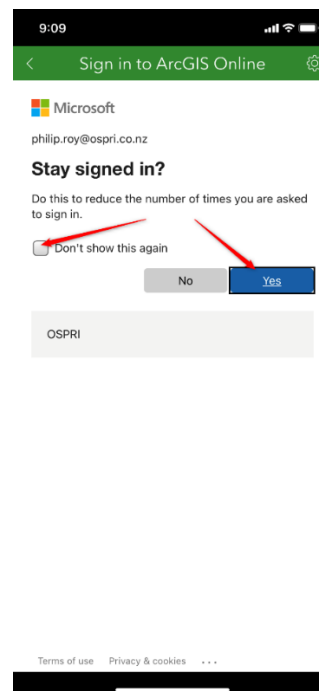 9:09
Sign in to ArcGIS Online
Microsoft
philip.roy@ospri.co.nz
Stay signed in?
Do this to reduce the number of times you are asked
to sign in.
Don't show this again
No Yes
OSPRI
Terms of use Privacy & cookies ...